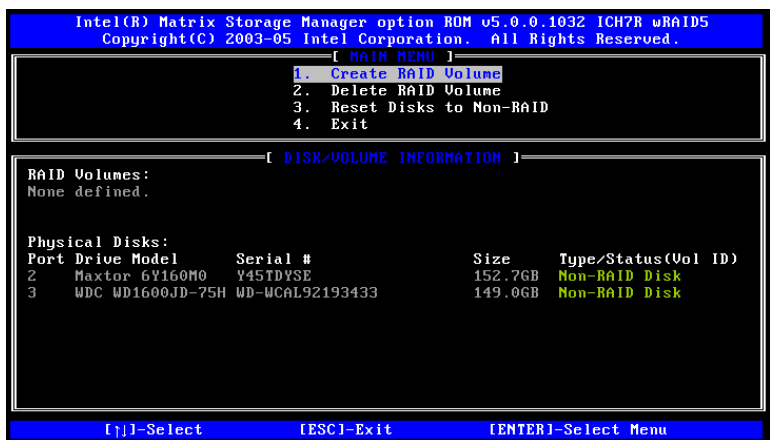 Intel(R) Matrix Storage Manager option ROM v5.0.0.1032 ICH7R wRAID5
Copyright(C) 2003-05 Intel Corporation. All Rights Reserved.
[ MAIN MENU ]
1. Create RAID Volume
2. Delete RAID Volume
3. Reset Disks to Non-RAID
4. Exit
[ DISK/VOLUME INFORMATION ]
RAID Volumes:
None defined.
Physical Disks:
Port Drive Model Serial # Size Type/Status(Vol ID)
2 Maxtor 6Y160M0 Y45TDYSE 152.7GB Non-RAID Disk
3 WDC WD1600JD-75H WD-WCAL92193433 149.0GB Non-RAID Disk
[↑↓]-Select [ESC]-Exit [ENTER]-Select Menu